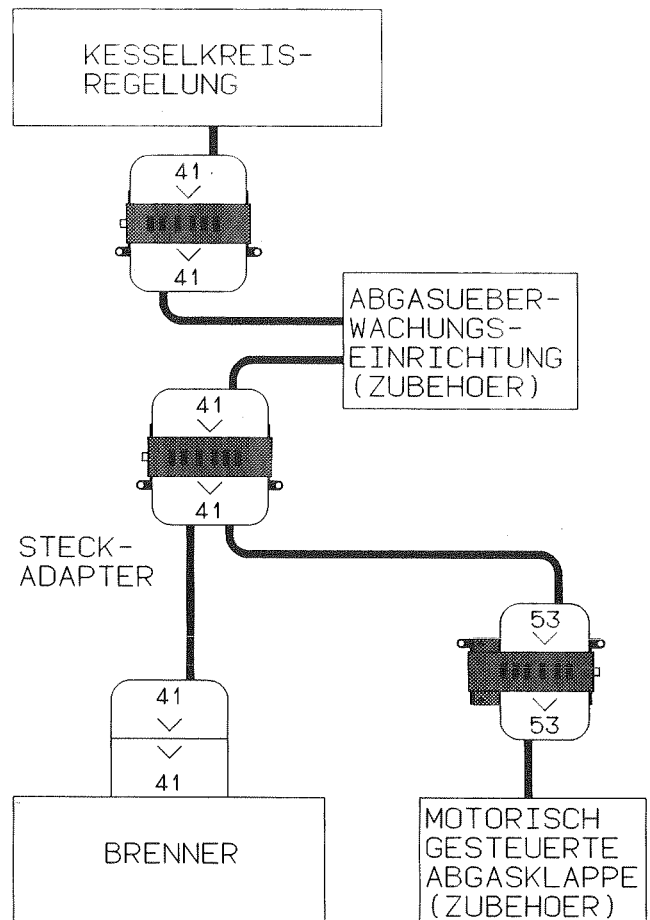 KESSELKREIS-
REGELUNG
41
41
ABGASUEBER-
WACHUNGS-
EINRICHTUNG
(ZUBEHOER)
41
41
STECK-
ADAPTER
53
53
41
41
BRENNER
MOTORISCH
GESTEUERTE
ABGASKLAPPE
(ZUBEHOER)